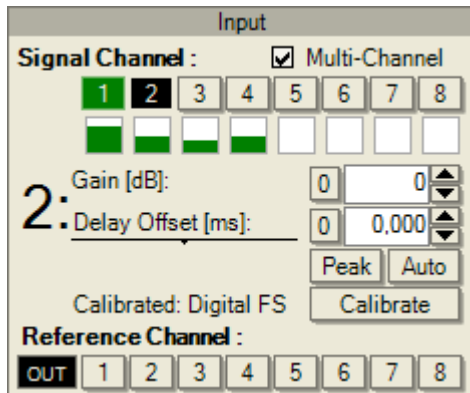 Input
Signal Channel : Multi-Channel
1 2 3 4 5 6 7 8
2: Gain [dB]: 0 0
Delay Offset [ms]: 0 0,000
Peak Auto
Calibrated: Digital FS Calibrate
Reference Channel :
OUT 1 2 3 4 5 6 7 8